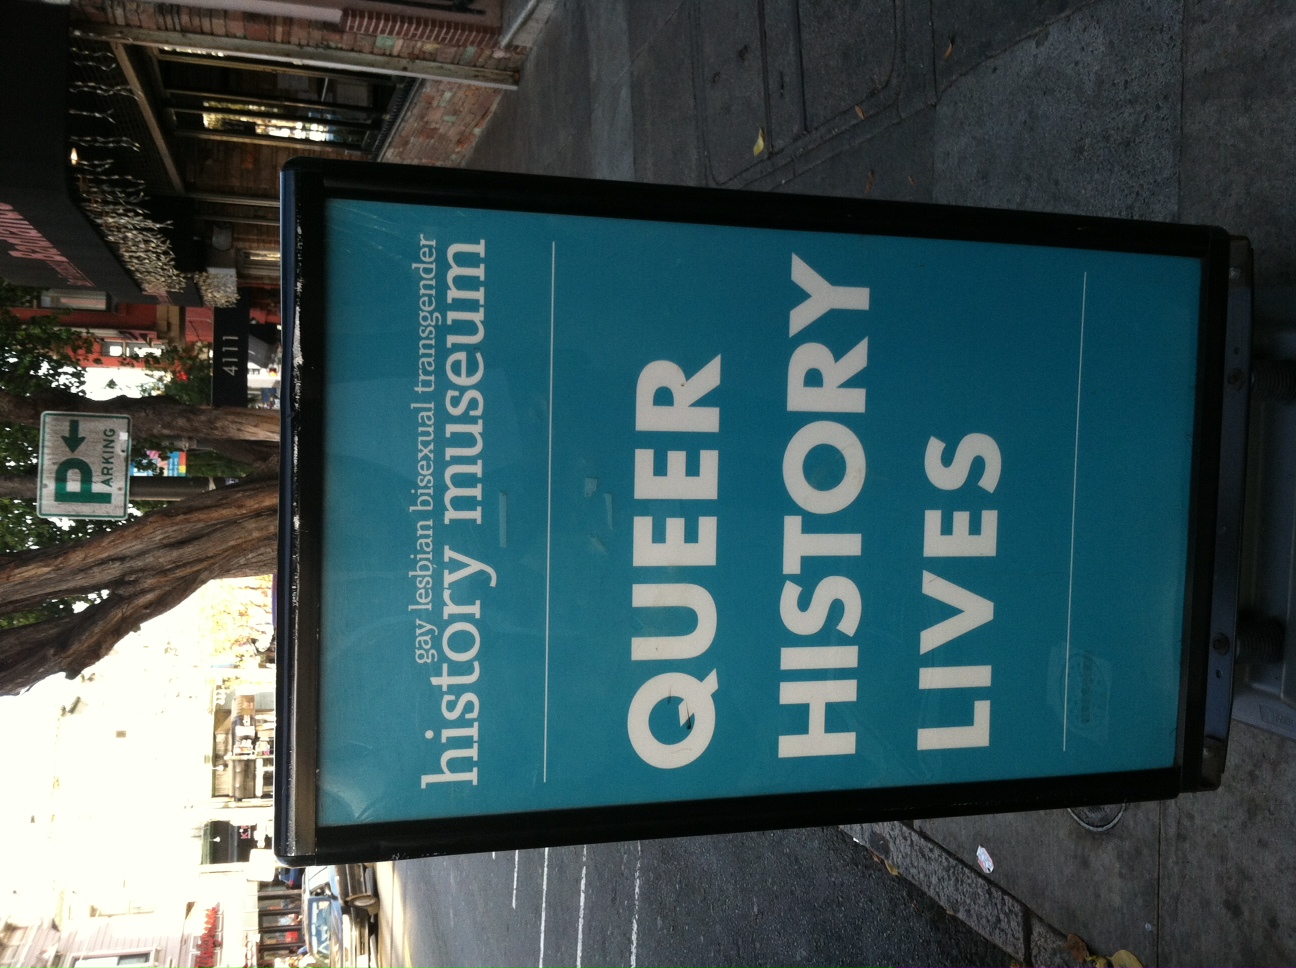 P
ARKING
4111
gay lesbian bisexual transgender
history museum
QUEER
HISTORY
LIVES